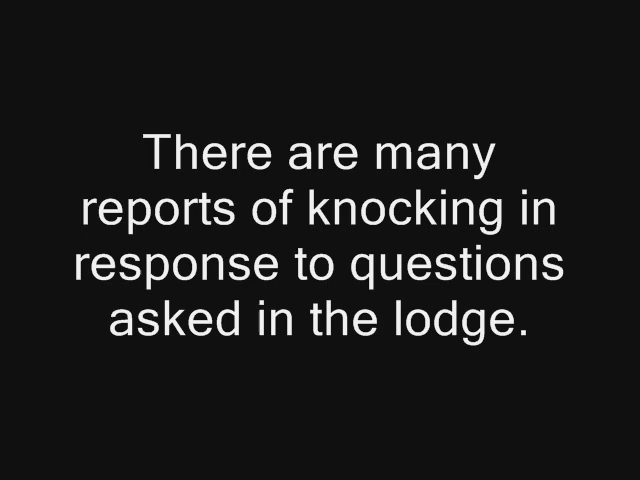 There are many
reports of knocking in
response to questions
asked in the lodge.